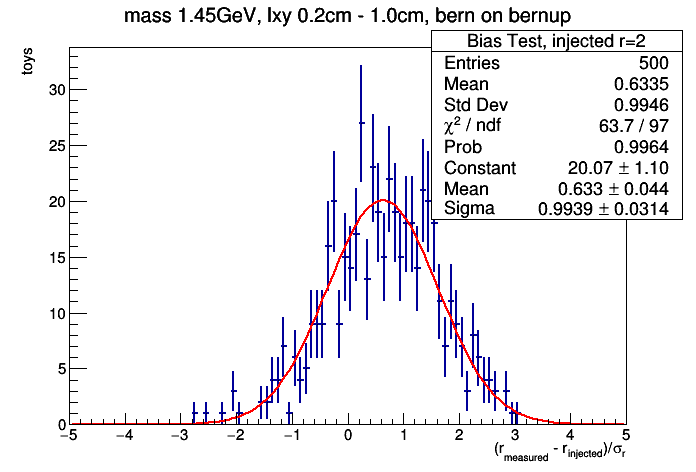 mass 1.45GeV, lxy 0.2cm - 1.0cm, bern on bernup
Bias Test, injected r=2
Entries 500
Mean 0.6335
Std Dev 0.9946
χ² / ndf 63.7 / 97
Prob 0.9964
Constant 20.07 ± 1.10
Mean 0.633 ± 0.044
Sigma 0.9939 ± 0.0314
toys
30
25
20
15
10
5
0
−5 −4 −3 −2 −1 0 1 2 3 4 5
(r_measured - r_injected)/σ_r